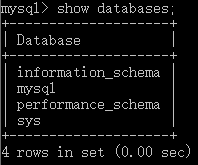 mysql> show databases;
+--------------------+
| Database           |
+--------------------+
| information_schema
| mysql
| performance_schema
| sys
+--------------------+
4 rows in set (0.00 sec)